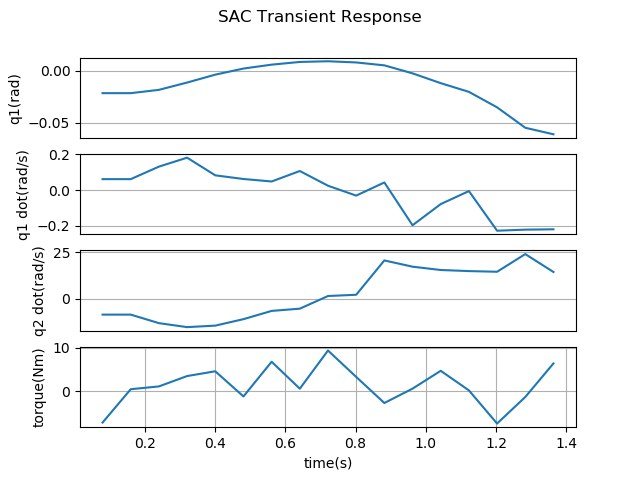 SAC Transient Response
q1(rad)
0.00
−0.05
q1 dot(rad/s)
0.2
0.0
−0.2
q2 dot(rad/s)
25
0
torque(Nm)
10
0
0.2 0.4 0.6 0.8 1.0 1.2 1.4
time(s)